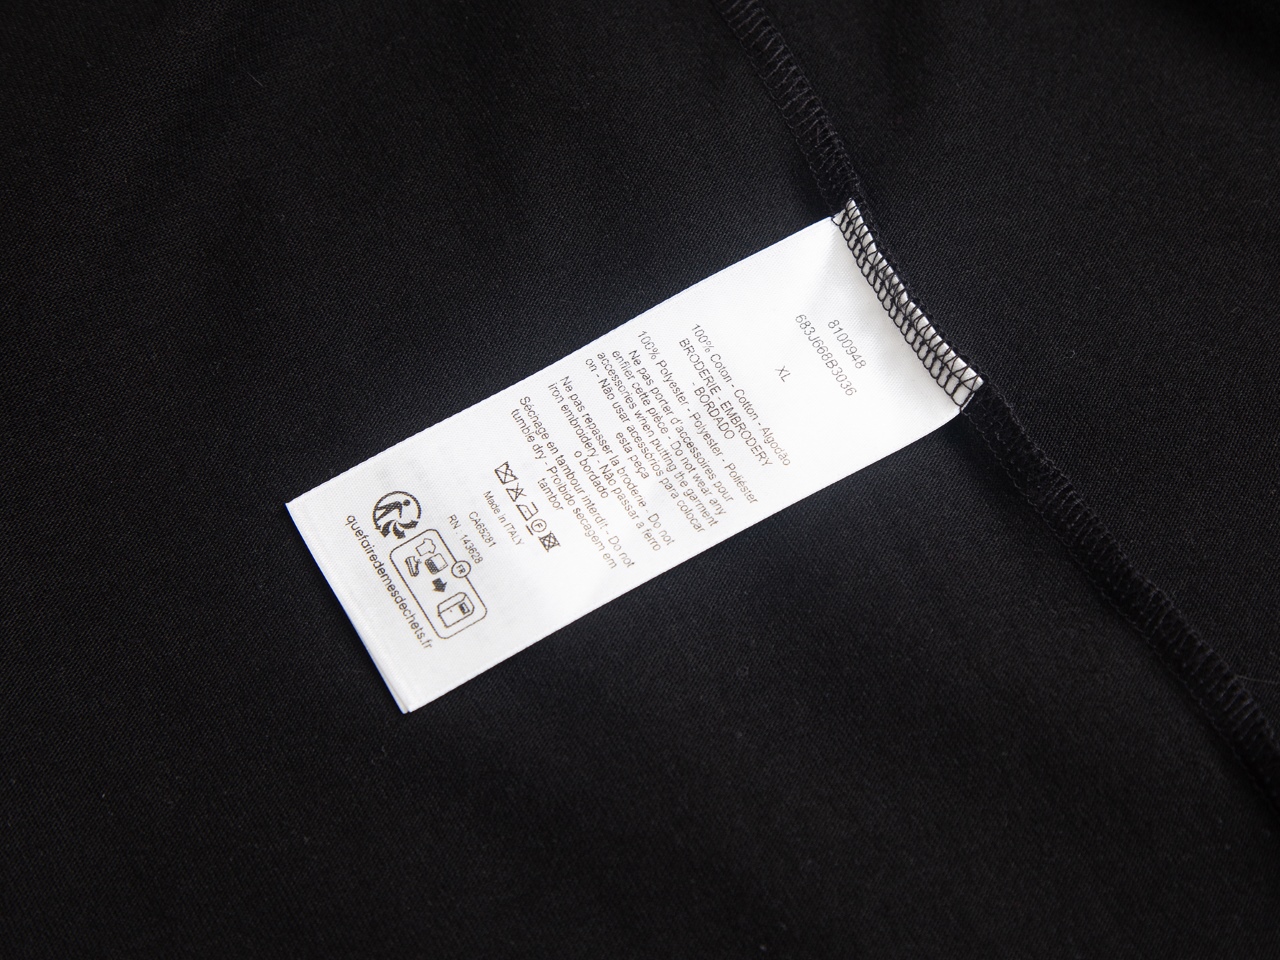 8100948
683J668B3036
XL
100% Coton - Cotton - Algodão
BRODERIE - EMBRODERY
- BORDADO
100% Polyester - Polyester - Poliéster
Ne pas porter d'accessoires pour
enfiler cette pièce - Do not wear any
accessories when putting the garment
on - Não usar acessórios para colocar
esta peça
Ne pas repasser la broderie - Do not
iron embroidery - Não passar a ferro
o bordado
Séchage en tambour interdit - Do not
tumble dry - Proibido secagem em
tambor
P
Made in ITALY
CA65281
RN : 143628
FR
quefairedemesdechets.fr